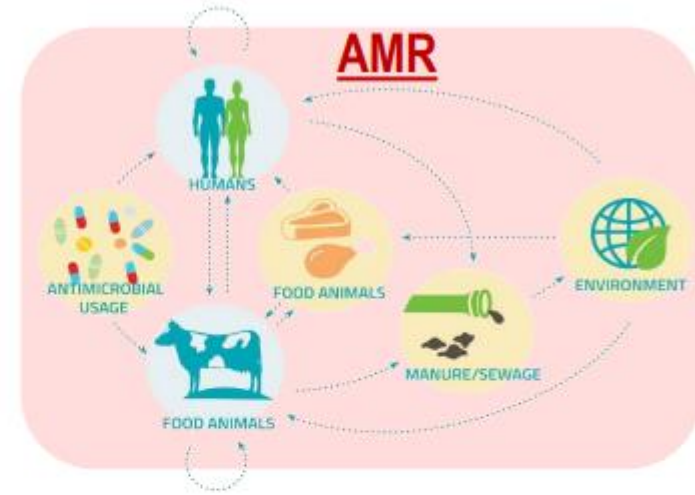 AMR
HUMANS
ANTIMICROBIAL
USAGE
FOOD ANIMALS
ENVIRONMENT
MANURE/SEWAGE
FOOD ANIMALS